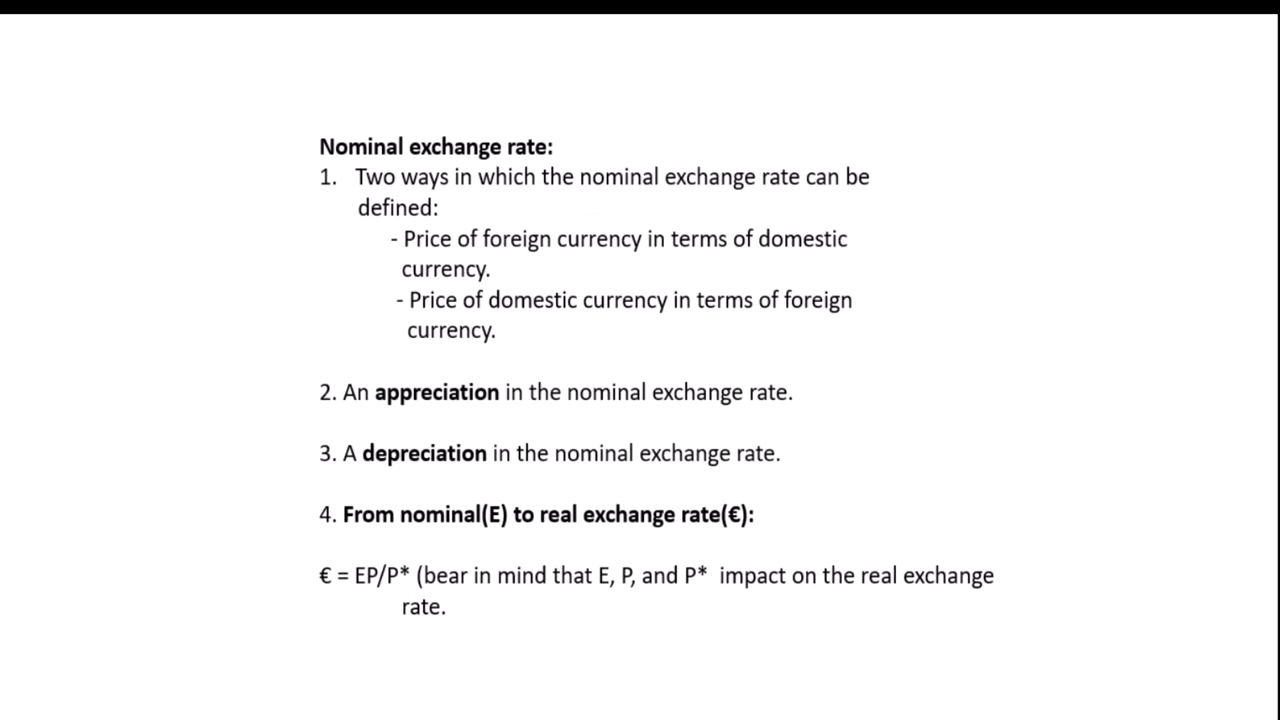 Nominal exchange rate:
1. Two ways in which the nominal exchange rate can be
defined:
- Price of foreign currency in terms of domestic
currency.
- Price of domestic currency in terms of foreign
currency.
2. An appreciation in the nominal exchange rate.
3. A depreciation in the nominal exchange rate.
4. From nominal(E) to real exchange rate(€):
€ = EP/P* (bear in mind that E, P, and P* impact on the real exchange
rate.